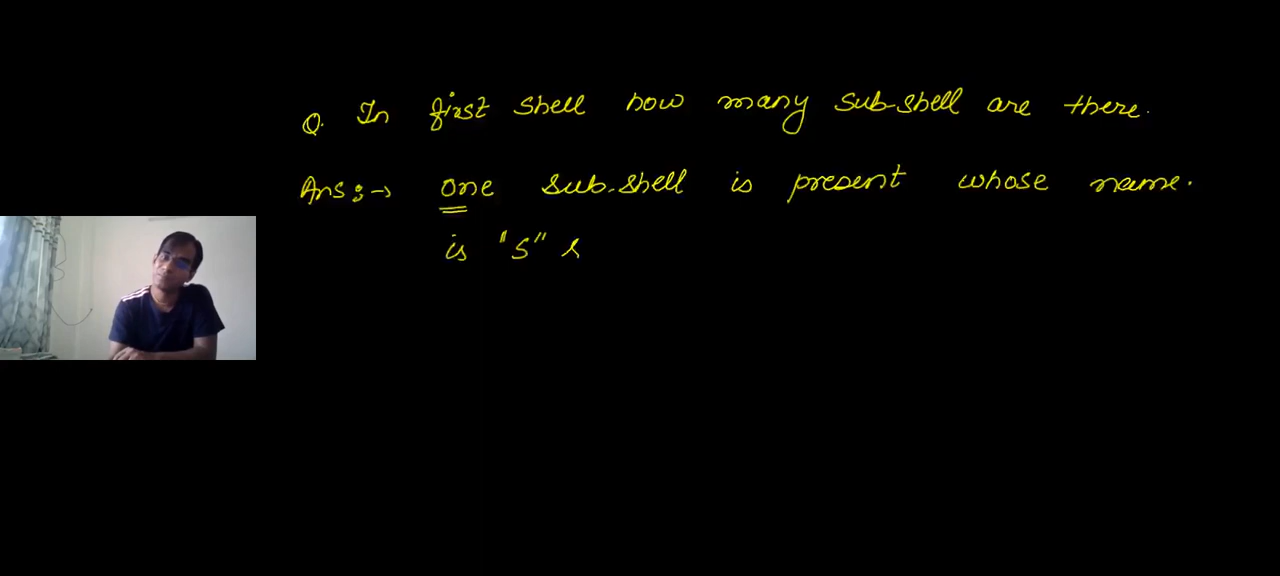 Q. In first shell how many sub-shell are there.
Ans:→ one sub-shell is present whose name.
is "S" s